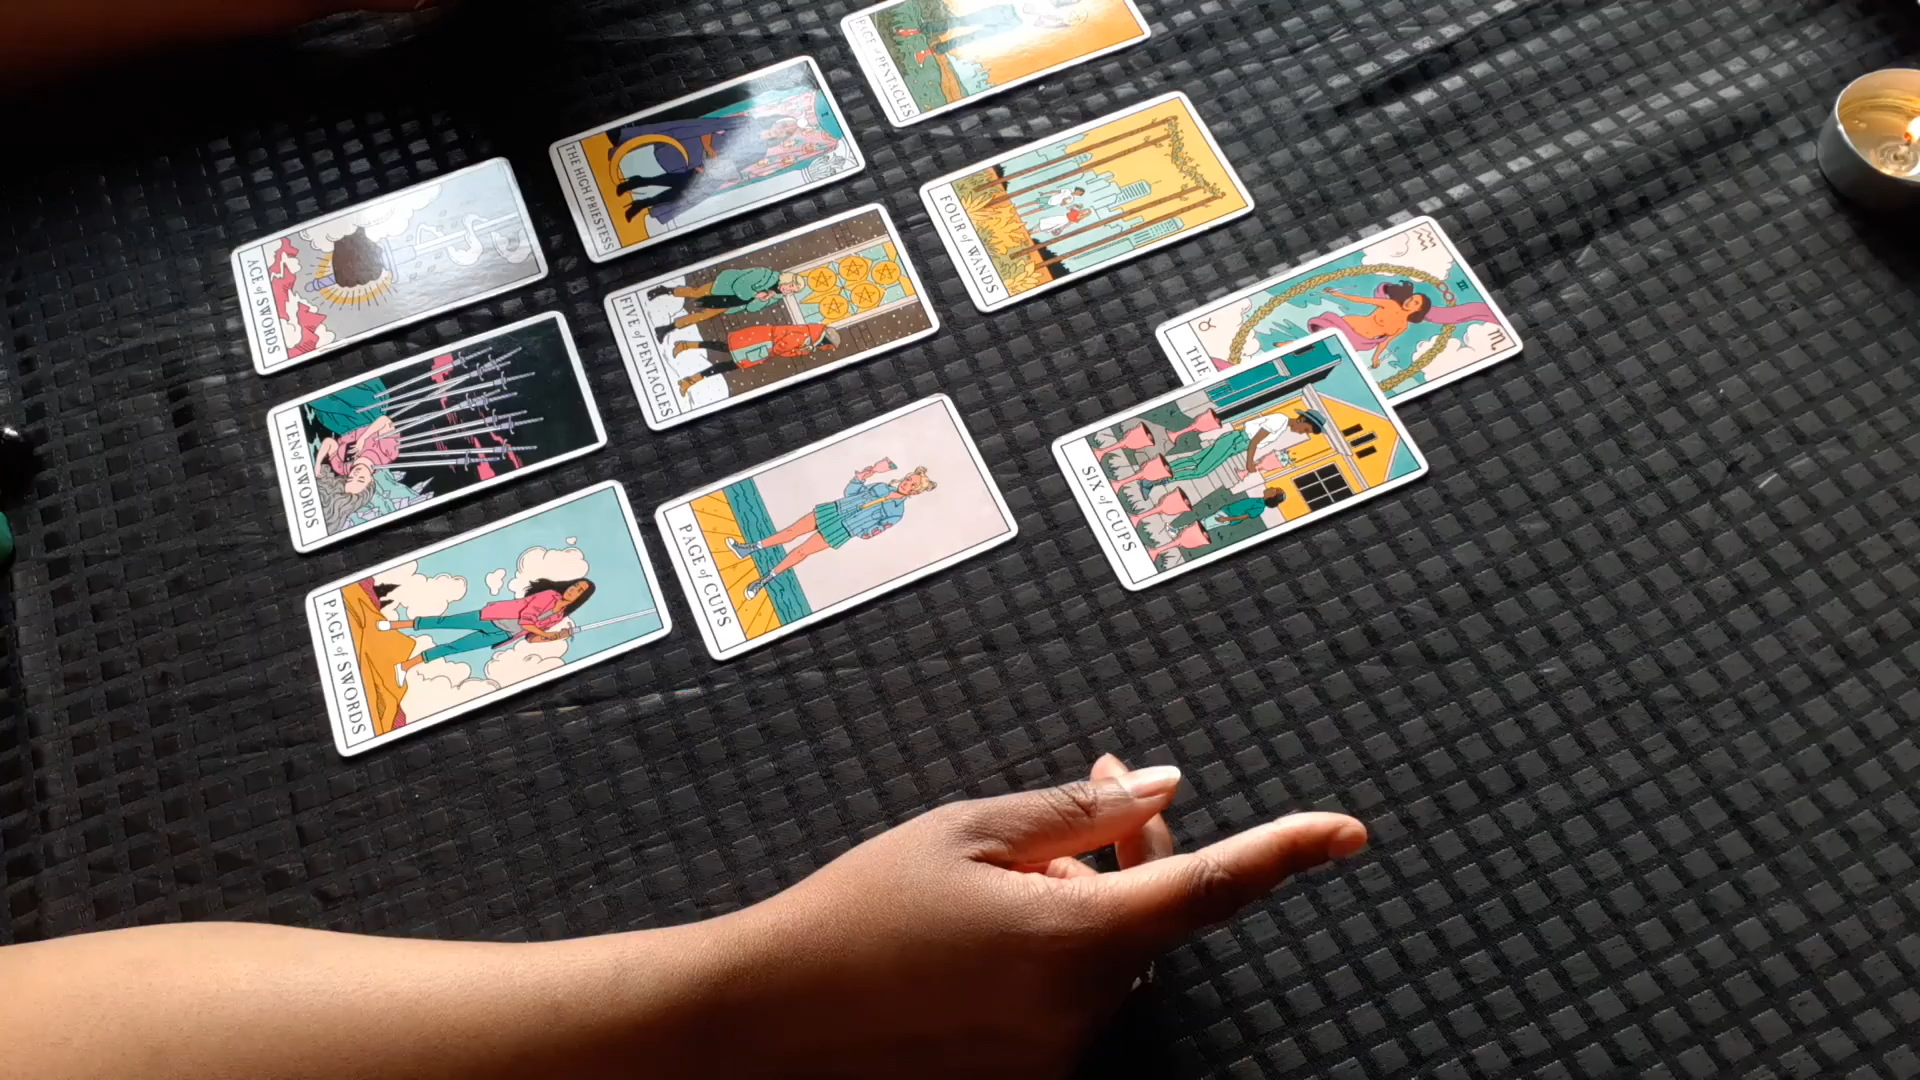 PAGE of PENTACLES
THE HIGH PRIESTESS
ACE of SWORDS
FOUR of WANDS
FIVE of PENTACLES
THE
TEN of SWORDS
SIX of CUPS
PAGE of CUPS
PAGE of SWORDS